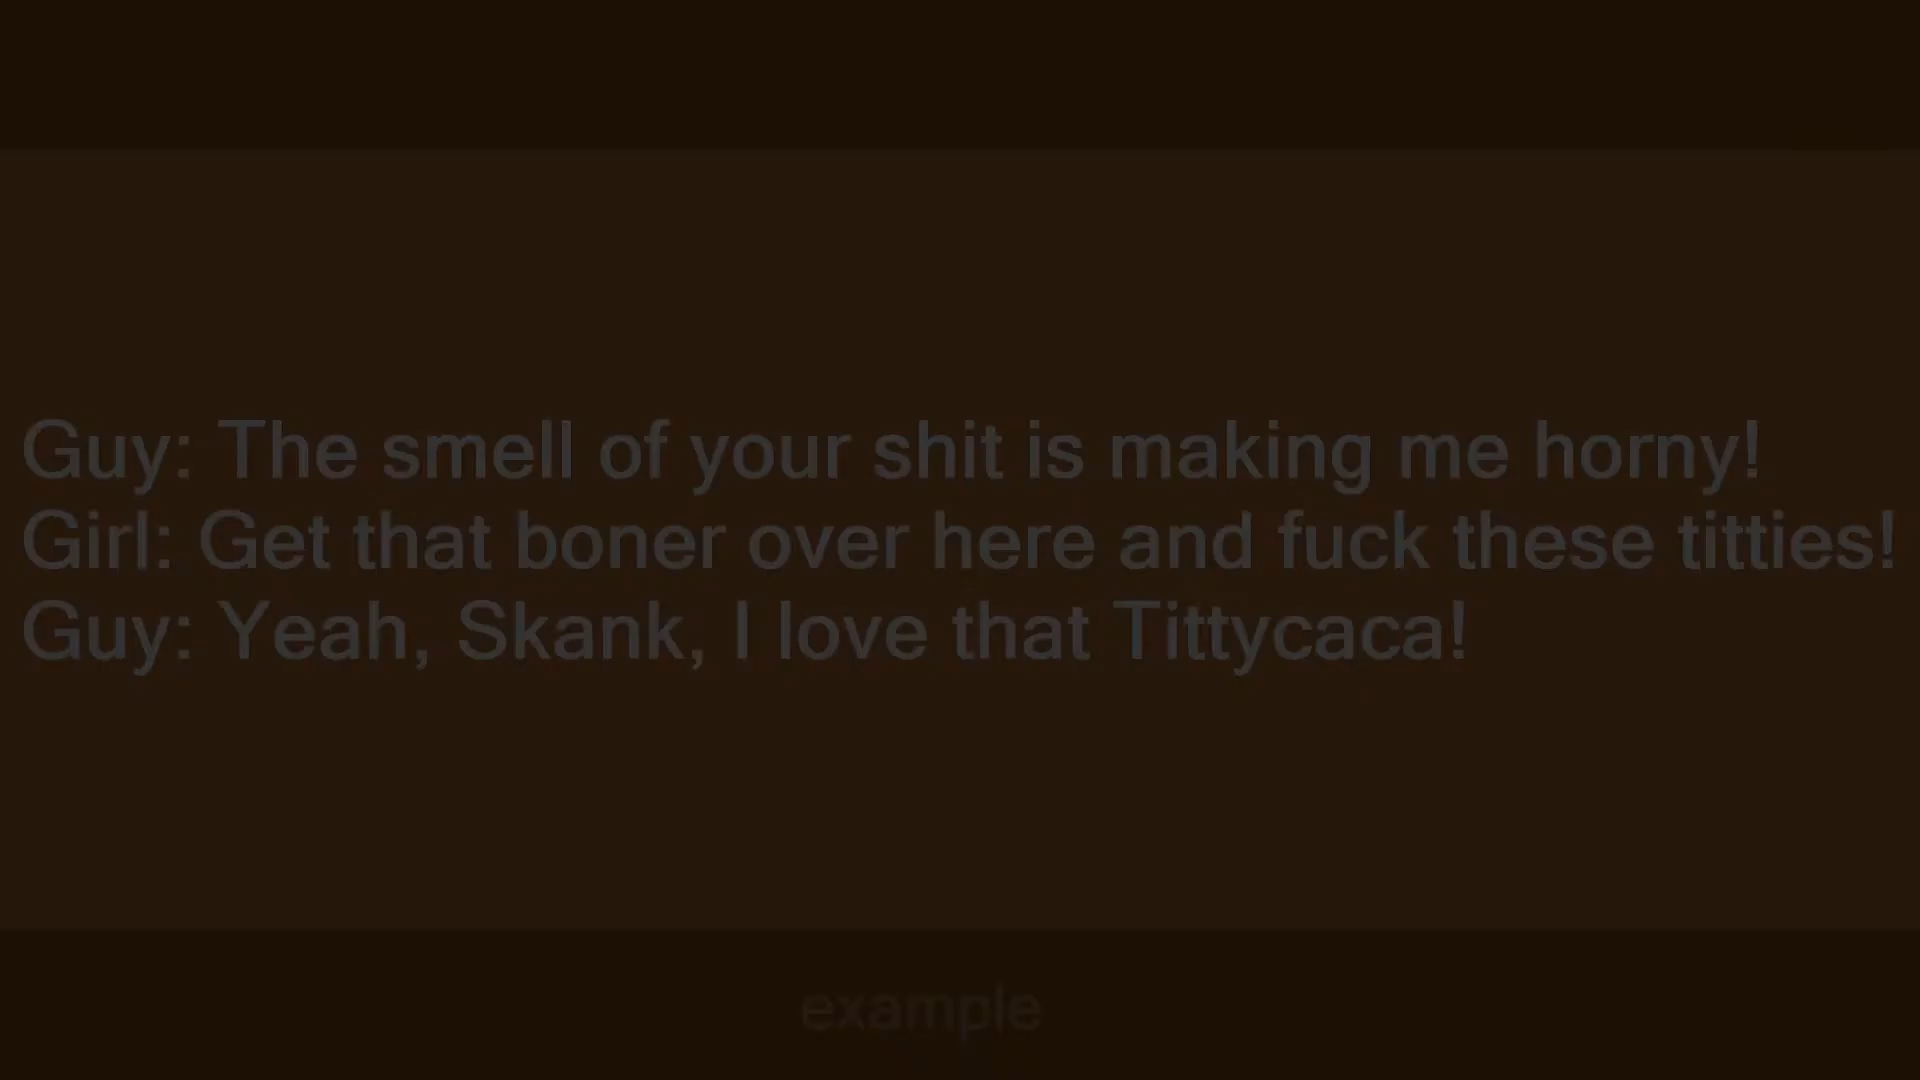 Guy: The smell of your shit is making me horny!
Girl: Get that boner over here and fuck these titties!
Guy: Yeah, Skank, I love that Tittycaca!
example